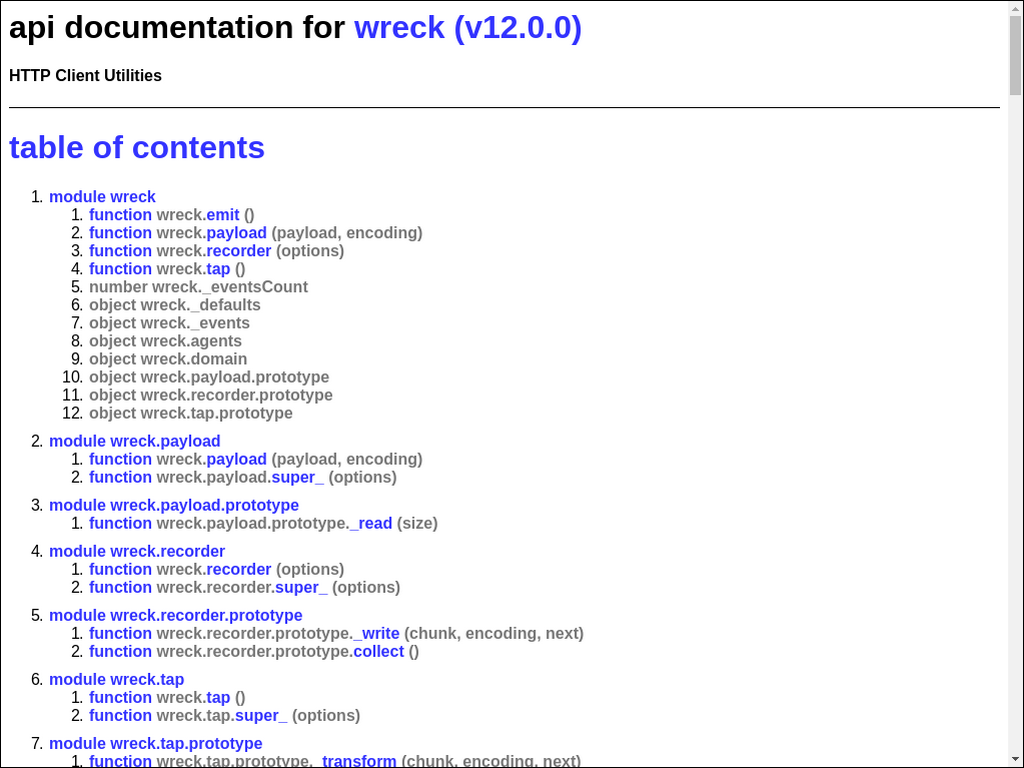 api documentation for wreck (v12.0.0)
HTTP Client Utilities
table of contents
1. module wreck
1. function wreck.emit ()
2. function wreck.payload (payload, encoding)
3. function wreck.recorder (options)
4. function wreck.tap ()
5. number wreck._eventsCount
6. object wreck._defaults
7. object wreck._events
8. object wreck.agents
9. object wreck.domain
10. object wreck.payload.prototype
11. object wreck.recorder.prototype
12. object wreck.tap.prototype
2. module wreck.payload
1. function wreck.payload (payload, encoding)
2. function wreck.payload.super_ (options)
3. module wreck.payload.prototype
1. function wreck.payload.prototype._read (size)
4. module wreck.recorder
1. function wreck.recorder (options)
2. function wreck.recorder.super_ (options)
5. module wreck.recorder.prototype
1. function wreck.recorder.prototype._write (chunk, encoding, next)
2. function wreck.recorder.prototype.collect ()
6. module wreck.tap
1. function wreck.tap ()
2. function wreck.tap.super_ (options)
7. module wreck.tap.prototype
1. function wreck.tap.prototype._transform (chunk, encoding, next)